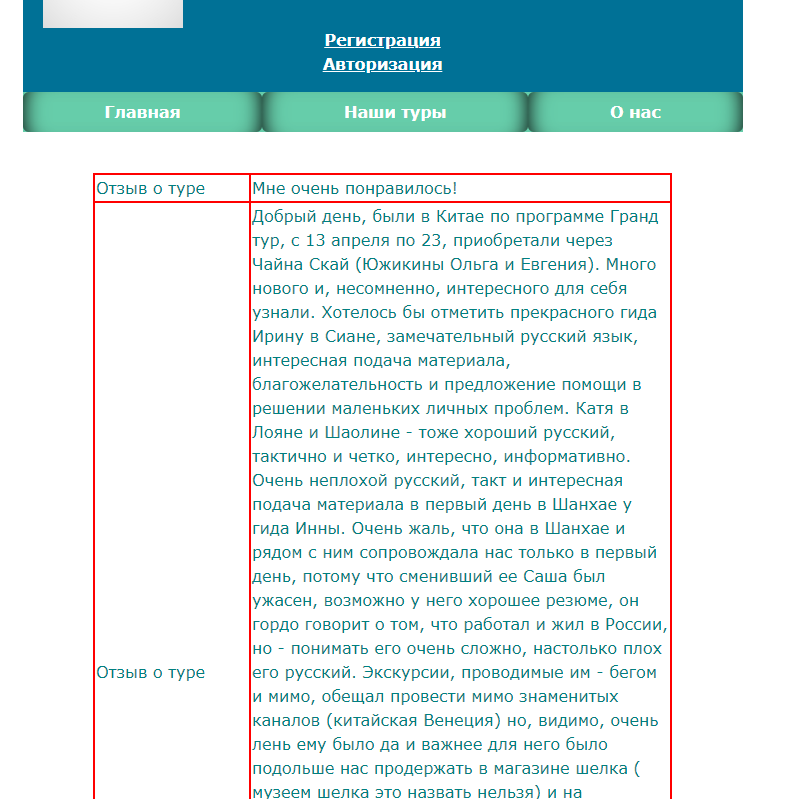 Регистрация
Авторизация
Главная Наши туры О нас
Отзыв о туре Мне очень понравилось!
Добрый день, были в Китае по программе Гранд
тур, с 13 апреля по 23, приобретали через
Чайна Скай (Южикины Ольга и Евгения). Много
нового и, несомненно, интересного для себя
узнали. Хотелось бы отметить прекрасного гида
Ирину в Сиане, замечательный русский язык,
интересная подача материала,
благожелательность и предложение помощи в
решении маленьких личных проблем. Катя в
Лояне и Шаолине - тоже хороший русский,
тактично и четко, интересно, информативно.
Очень неплохой русский, такт и интересная
подача материала в первый день в Шанхае у
гида Инны. Очень жаль, что она в Шанхае и
рядом с ним сопровождала нас только в первый
день, потому что сменивший ее Саша был
ужасен, возможно у него хорошее резюме, он
гордо говорит о том, что работал и жил в России,
но - понимать его очень сложно, настолько плох
Отзыв о туре его русский. Экскурсии, проводимые им - бегом
и мимо, обещал провести мимо знаменитых
каналов (китайская Венеция) но, видимо, очень
лень ему было да и важнее для него было
подольше нас продержать в магазине шелка (
музеем шелка это назвать нельзя) и на